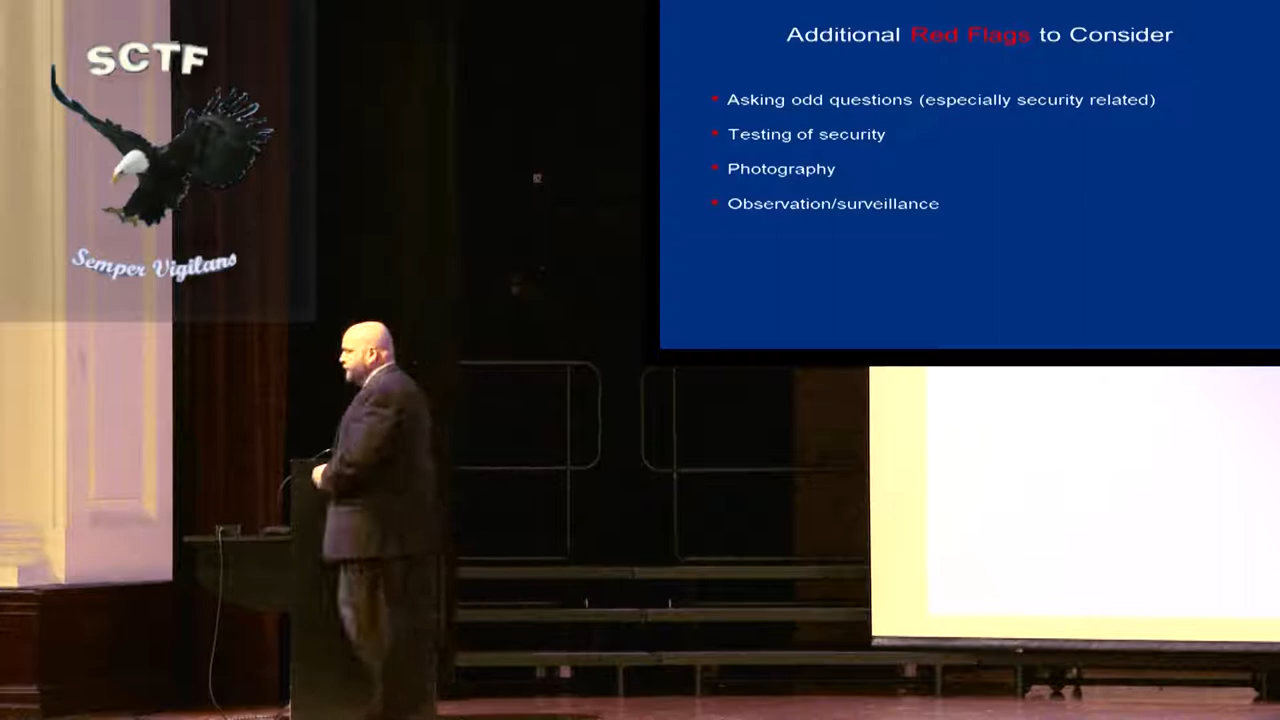 SCTF
Semper Vigilans
Additional Red Flags to Consider
Asking odd questions (especially security related)
Testing of security
Photography
Observation/surveillance